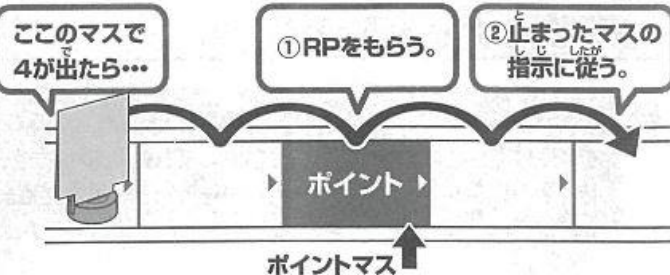 ここのマスで
4が出たら…
①RPをもらう。
②止まったマスの
指示に従う。
ポイント
ポイントマス